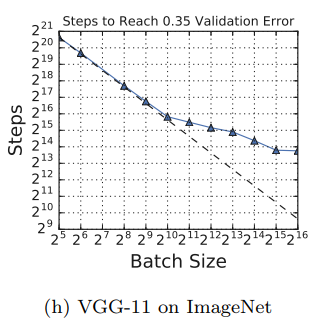 Steps to Reach 0.35 Validation Error
Steps
2^21
2^20
2^19
2^18
2^17
2^16
2^15
2^14
2^13
2^12
2^11
2^10
2^9
2^5 2^6 2^7 2^8 2^9 2^10 2^11 2^12 2^13 2^14 2^15 2^16
Batch Size
(h) VGG-11 on ImageNet